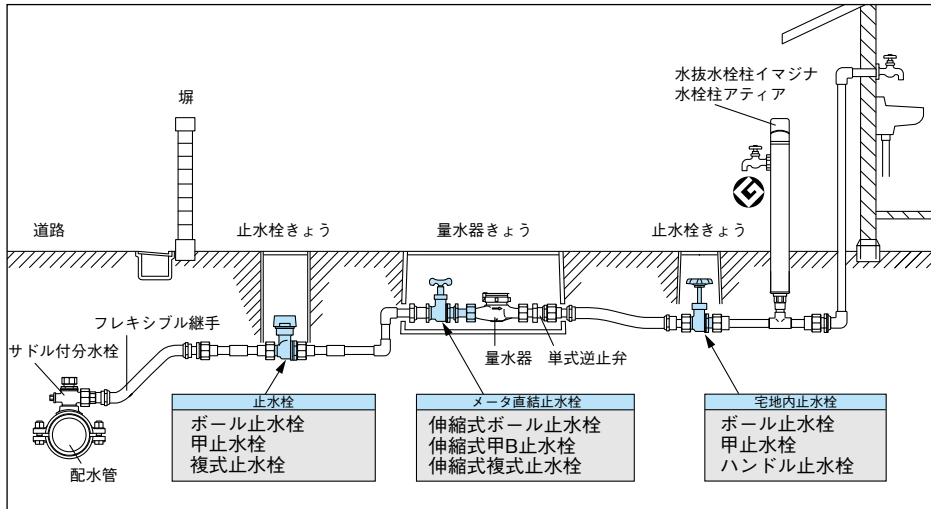 水抜水栓柱イマジナ
水栓柱アティア
塀
道路
止水栓きょう
量水器きょう
止水栓きょう
フレキシブル継手
サドル付分水栓
量水器
単式逆止弁
配水管
止水栓
ボール止水栓
甲止水栓
複式止水栓
メータ直結止水栓
伸縮式ボール止水栓
伸縮式甲B止水栓
伸縮式複式止水栓
宅地内止水栓
ボール止水栓
甲止水栓
ハンドル止水栓